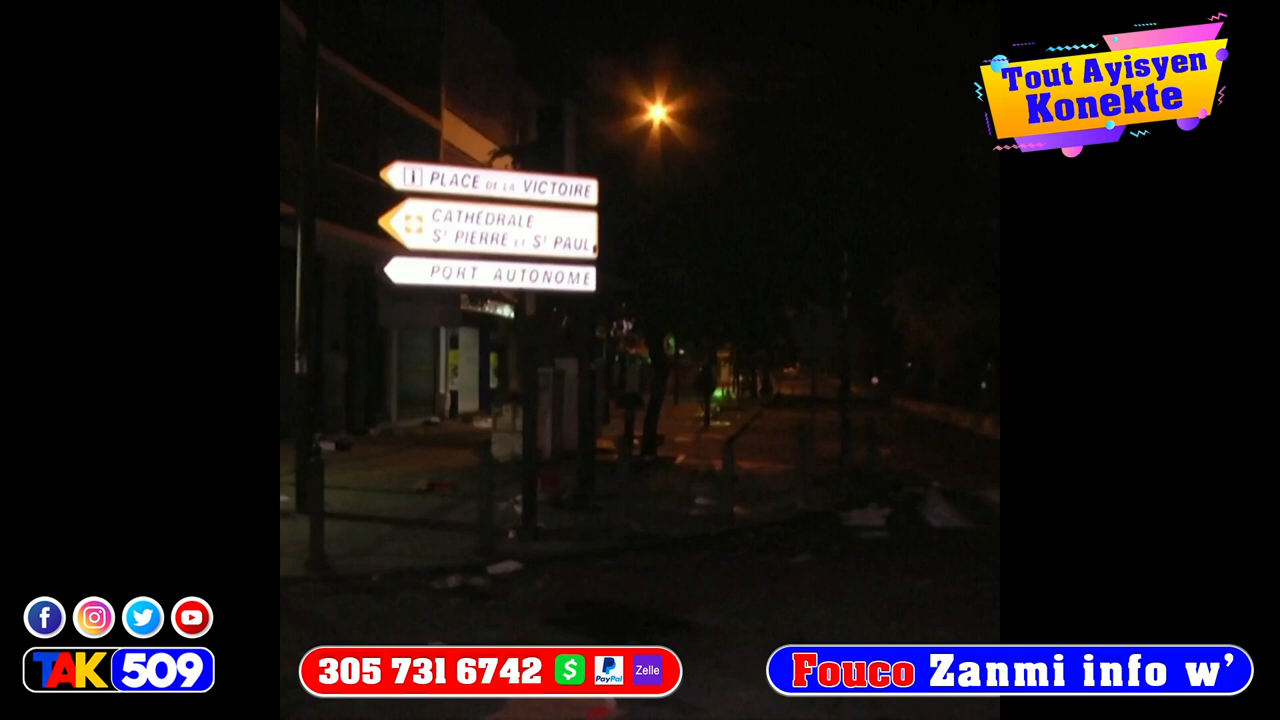 Tout Ayisyen
Konekte
i PLACE DE LA VICTOIRE
CATHÉDRALE
St PIERRE ET St PAUL
PORT AUTONOME
TAK 509
305 731 6742 $ PayPal Zelle
Fouco Zanmi info w'